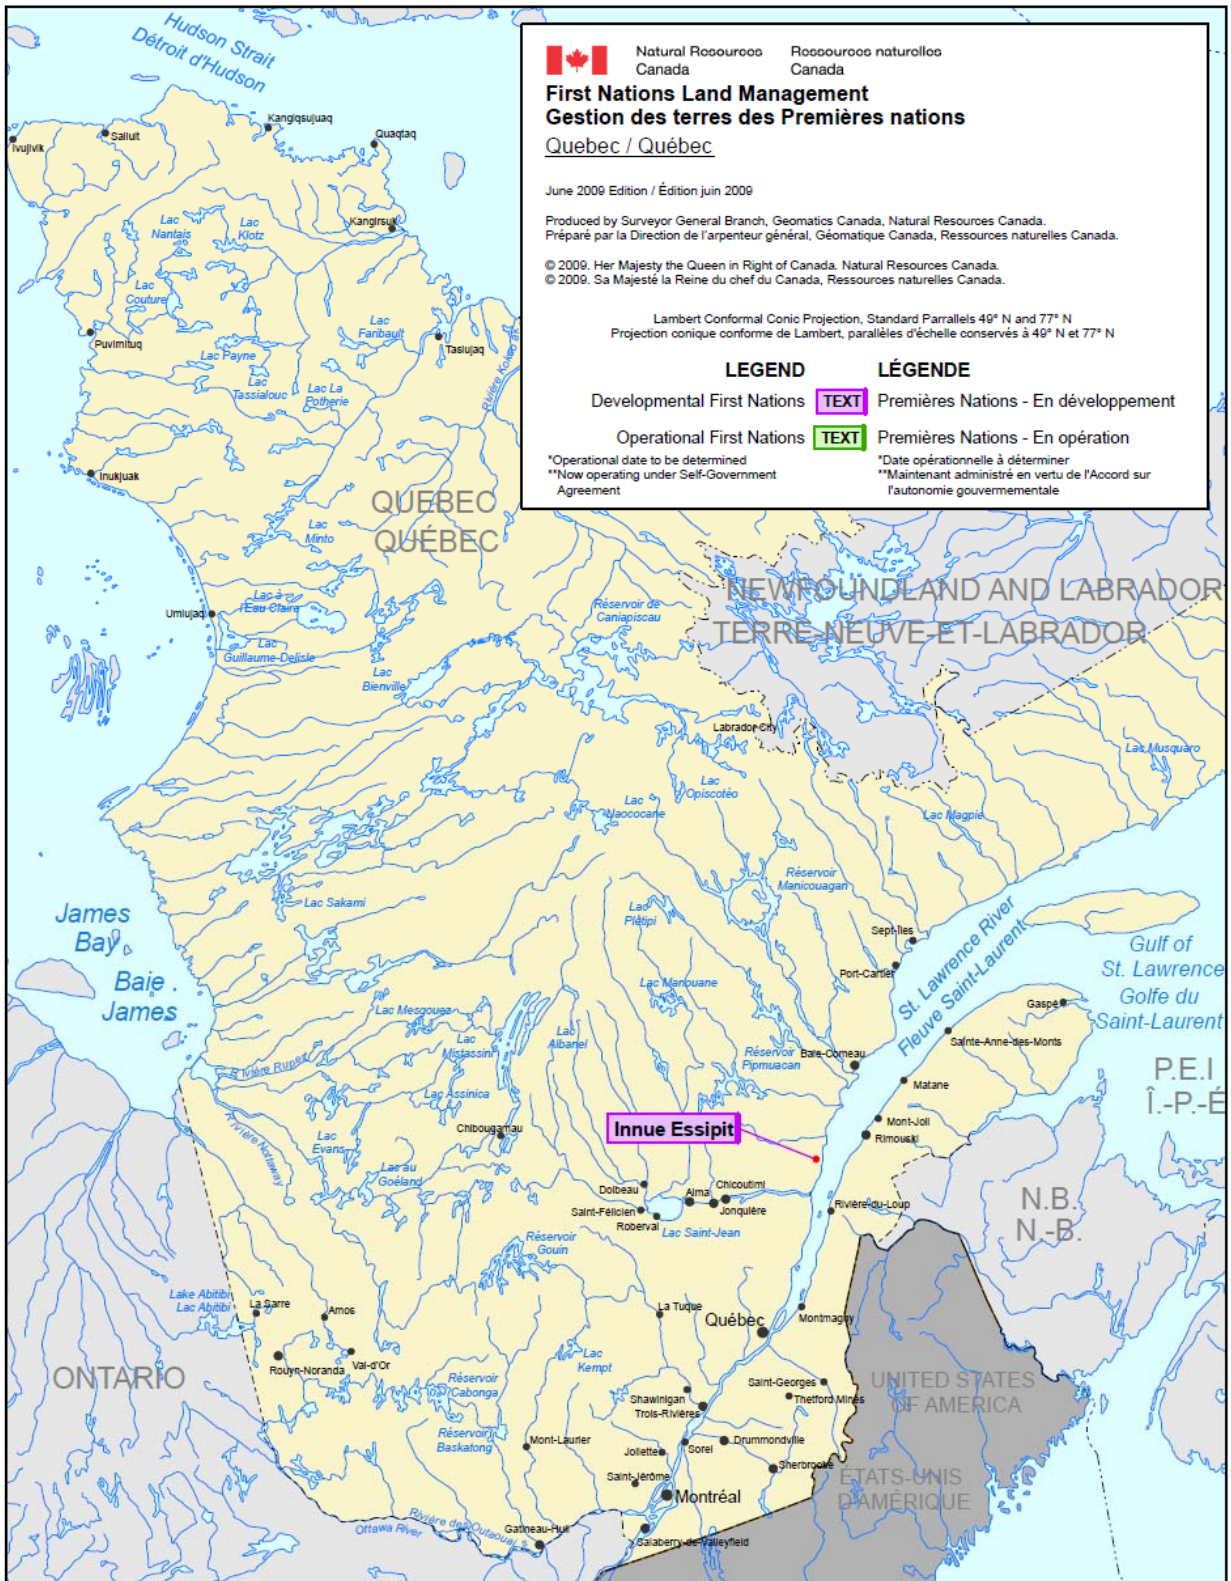 Hudson Strait
Détroit d'Hudson
Natural Resources
Canada
Ressources naturelles
Canada
First Nations Land Management
Gestion des terres des Premières nations
Quebec / Québec
June 2009 Edition / Édition juin 2009
Produced by Surveyor General Branch, Geomatics Canada, Natural Resources Canada.
Préparé par la Direction de l'arpenteur général, Géomatique Canada, Ressources naturelles Canada.
© 2009. Her Majesty the Queen in Right of Canada. Natural Resources Canada.
© 2009. Sa Majesté la Reine du chef du Canada, Ressources naturelles Canada.
Lambert Conformal Conic Projection, Standard Parrallels 49° N and 77° N
Projection conique conforme de Lambert, parallèles d'échelle conservés à 49° N et 77° N
LEGEND
LÉGENDE
Developmental First Nations
TEXT
Premières Nations - En développement
Operational First Nations
TEXT
Premières Nations - En opération
*Operational date to be determined
**Now operating under Self-Government
Agreement
*Date opérationnelle à déterminer
**Maintenant administré en vertu de l'Accord sur
l'autonomie gouvermementale
Ivujivik
Salluit
Kangiqsujuaq
Quaqtaq
Kangirsuk
Lac
Nantais
Lac
Klotz
Lac
Couture
Puvirnituq
Lac Payne
Lac
Faribault
Tasiujaq
Lac
Tassialouc
Lac La
Potherie
Inukjuak
QUEBEC
QUÉBEC
Lac
Minto
NEWFOUNDLAND AND LABRADOR
TERRE-NEUVE-ET-LABRADOR
Lac à
l'Eau Claire
Umiujaq
Réservoir de
Caniapiscau
Lac
Guillaume-Delisle
Lac
Bienville
Labrador City
Lac Musquaro
Lac
Opiscotéo
Lac
Naococane
Lac Magpie
Réservoir
Manicouagan
Lac Sakami
Lac
Plétipi
James
Bay
Baie
James
Sept-Iles
Port-Cartier
St. Lawrence River
Fleuve Saint-Laurent
Gulf of
St. Lawrence
Golfe du
Saint-Laurent
Lac Manouane
Gaspé
Lac Mesgouez
Lac
Mistassini
Lac
Albanel
Sainte-Anne-des-Monts
Réservoir
Pipmuacan
Baie-Comeau
Rivière Rupert
P.E.I
Î.-P.-É
Matane
Lac Assinica
Mont-Joli
Rimouski
Chibougamau
Innue Essipit
Rivière Nottaway
Lac
Evans
Lac au
Goéland
Dolbeau
Alma
Chicoutimi
Saint-Félicien
Roberval
Jonquière
Lac Saint-Jean
Rivière-du-Loup
N.B.
N.-B.
Réservoir
Gouin
Lake Abitibi
Lac Abitibi
La Sarre
Amos
La Tuque
Québec
Montmagny
ONTARIO
Rouyn-Noranda
Val-d'Or
Lac
Kempt
Réservoir
Cabonga
Saint-Georges
Thetford Mines
UNITED STATES
OF AMERICA
Shawinigan
Trois-Rivières
Réservoir
Baskatong
Mont-Laurier
Joliette
Sorel
Drummondville
Saint-Jérôme
Sherbrooke
ÉTATS-UNIS
D'AMÉRIQUE
Montréal
Ottawa River
Rivière des Outaouais
Gatineau-Hull
Salaberry-de-Valleyfield